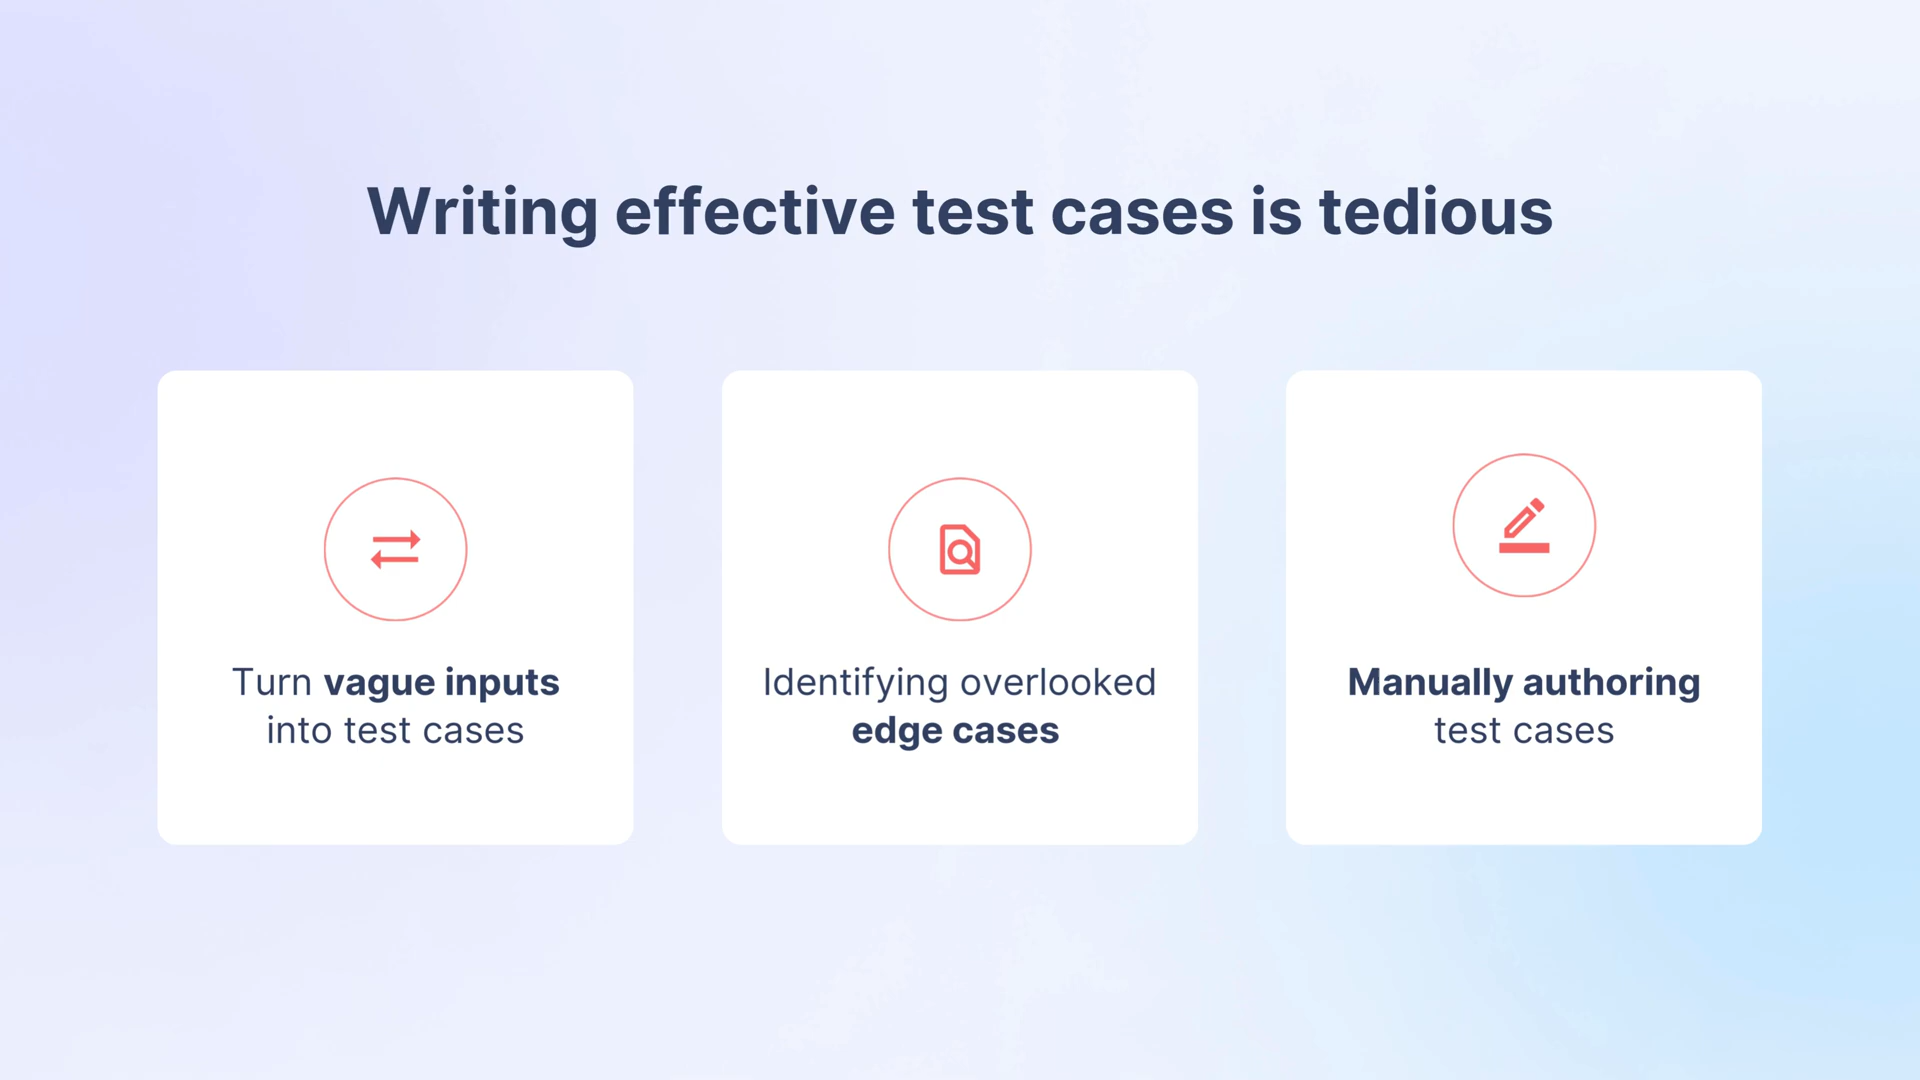 Writing effective test cases is tedious
Turn vague inputs
into test cases
Identifying overlooked
edge cases
Manually authoring
test cases